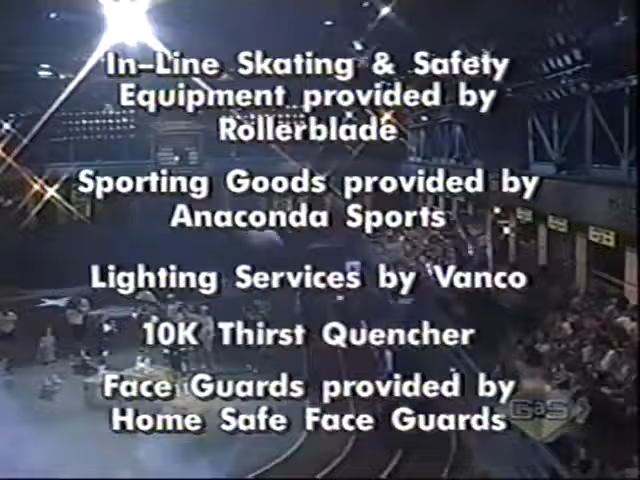 In-Line Skating & Safety
Equipment provided by
Rollerblade
Sporting Goods provided by
Anaconda Sports
Lighting Services by Vanco
10K Thirst Quencher
Face Guards provided by
Home Safe Face Guards
GAS